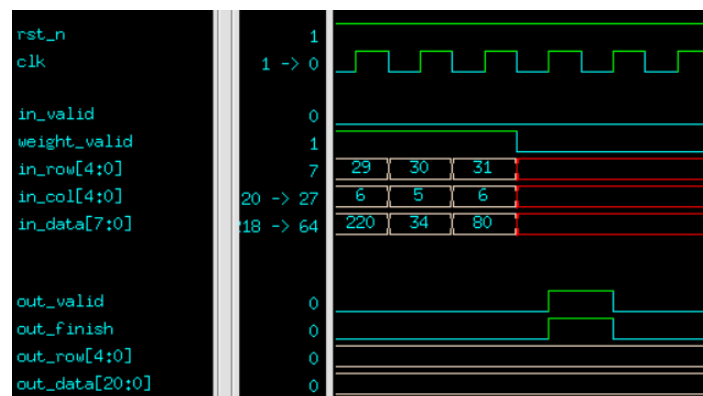 rst_n 1
clk 1 -> 0
in_valid 0
weight_valid 1
in_row[4:0] 7 29 30 31
in_col[4:0] 20 -> 27 6 5 6
in_data[7:0] :18 -> 64 220 34 80
out_valid 0
out_finish 0
out_row[4:0] 0
out_data[20:0] 0